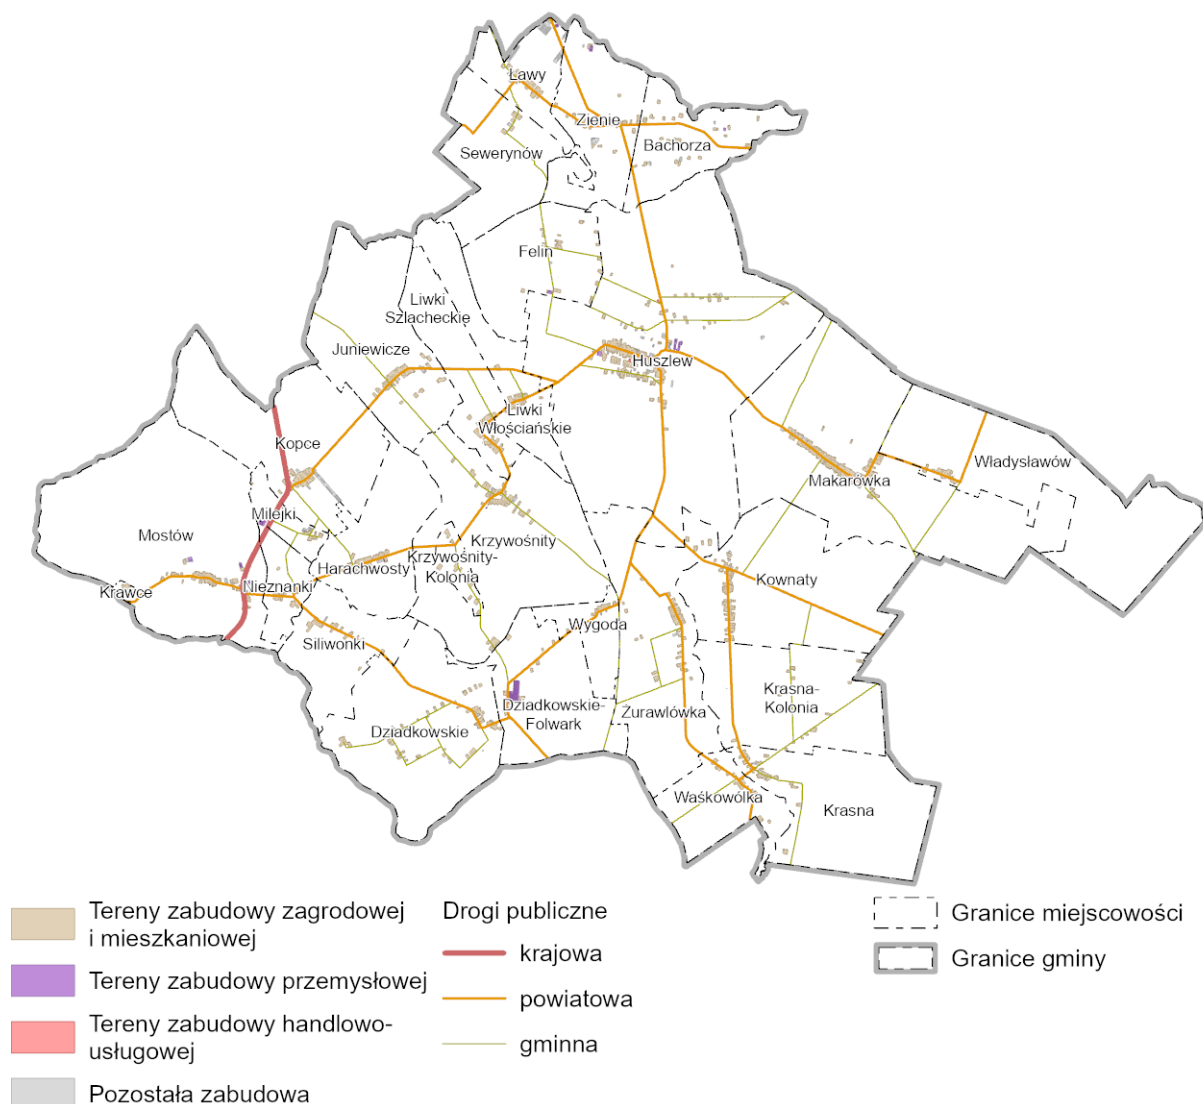 Ławy
Zienie
Bachorza
Sewerynów
Felin
Liwki
Szlacheckie
Juniewicze
Huszlew
Liwki
Włościańskie
Kopce
Makarówka
Władysławów
Milejki
Mostów
Krzywośnity
Harachwosty
Krzywośnity-
Kolonia
Kownaty
Krawce
Nieznanki
Wygoda
Siliwonki
Krasna-
Kolonia
Dziadkowskie-
Folwark
Żurawlówka
Dziadkowskie
Waśkowólka
Krasna
Tereny zabudowy zagrodowej
i mieszkaniowej
Tereny zabudowy przemysłowej
Tereny zabudowy handlowo-
usługowej
Pozostała zabudowa
Drogi publiczne
krajowa
powiatowa
gminna
Granice miejscowości
Granice gminy